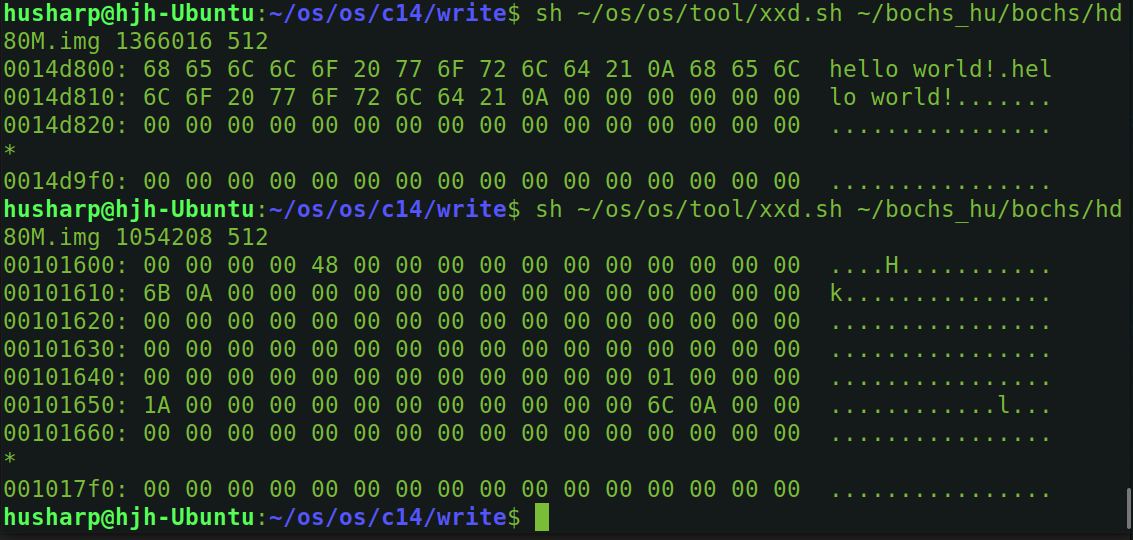 husharp@hjh-Ubuntu:~/os/os/c14/write$ sh ~/os/os/tool/xxd.sh ~/bochs_hu/bochs/hd
80M.img 1366016 512
0014d800: 68 65 6C 6C 6F 20 77 6F 72 6C 64 21 0A 68 65 6C  hello world!.hel
0014d810: 6C 6F 20 77 6F 72 6C 64 21 0A 00 00 00 00 00 00  lo world!.......
0014d820: 00 00 00 00 00 00 00 00 00 00 00 00 00 00 00 00  ................
*
0014d9f0: 00 00 00 00 00 00 00 00 00 00 00 00 00 00 00 00  ................
husharp@hjh-Ubuntu:~/os/os/c14/write$ sh ~/os/os/tool/xxd.sh ~/bochs_hu/bochs/hd
80M.img 1054208 512
00101600: 00 00 00 00 48 00 00 00 00 00 00 00 00 00 00 00  ....H...........
00101610: 6B 0A 00 00 00 00 00 00 00 00 00 00 00 00 00 00  k...............
00101620: 00 00 00 00 00 00 00 00 00 00 00 00 00 00 00 00  ................
00101630: 00 00 00 00 00 00 00 00 00 00 00 00 00 00 00 00  ................
00101640: 00 00 00 00 00 00 00 00 00 00 00 00 01 00 00 00  ................
00101650: 1A 00 00 00 00 00 00 00 00 00 00 00 6C 0A 00 00  ............l...
00101660: 00 00 00 00 00 00 00 00 00 00 00 00 00 00 00 00  ................
*
001017f0: 00 00 00 00 00 00 00 00 00 00 00 00 00 00 00 00  ................
husharp@hjh-Ubuntu:~/os/os/c14/write$